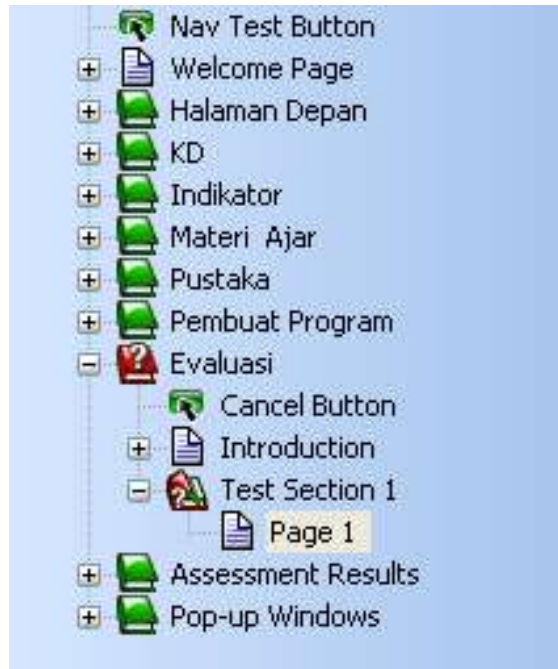 Nav Test Button
Welcome Page
Halaman Depan
KD
Indikator
Materi Ajar
Pustaka
Pembuat Program
Evaluasi
Cancel Button
Introduction
Test Section 1
Page 1
Assessment Results
Pop-up Windows